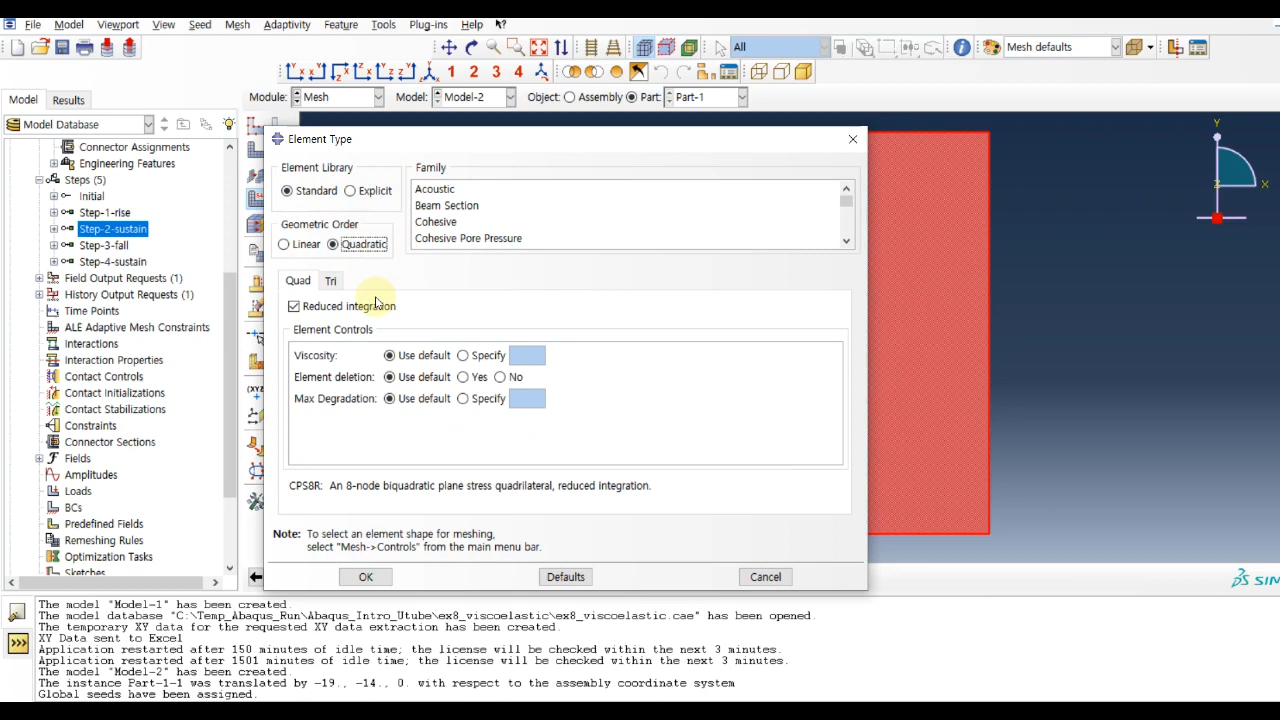 File Model Viewport View Seed Mesh Adaptivity Feature Tools Plug-ins Help
All Mesh defaults
1 2 3 4
Model Results Module: Mesh Model: Model-2 Object: Assembly Part: Part-1
Model Database
Connector Assignments
Engineering Features
Steps (5)
Initial
Step-1-rise
Step-2-sustain
Step-3-fall
Step-4-sustain
Field Output Requests (1)
History Output Requests (1)
Time Points
ALE Adaptive Mesh Constraints
Interactions
Interaction Properties
Contact Controls
Contact Initializations
Contact Stabilizations
Constraints
Connector Sections
Fields
Amplitudes
Loads
BCs
Predefined Fields
Remeshing Rules
Optimization Tasks
Sketches
Element Type
Element Library
Standard Explicit
Geometric Order
Linear Quadratic
Family
Acoustic
Beam Section
Cohesive
Cohesive Pore Pressure
Quad Tri
Reduced integration
Element Controls
Viscosity: Use default Specify
Element deletion: Use default Yes No
Max Degradation: Use default Specify
CPS8R: An 8-node biquadratic plane stress quadrilateral, reduced integration.
Note: To select an element shape for meshing,
select "Mesh->Controls" from the main menu bar.
OK Defaults Cancel
Y
X
Z
SIM
The model "Model-1" has been created.
The model database "C:\Temp_Abaqus_Run\Abaqus_Intro_Utube\ex8_viscoelastic\ex8_viscoelastic.cae" has been opened.
The temporary XY data for the requested XY data extraction has been created.
XY Data sent to Excel
Application restarted after 150 minutes of idle time; the license will be checked within the next 3 minutes.
Application restarted after 1501 minutes of idle time; the license will be checked within the next 3 minutes.
The model "Model-2" has been created.
The instance Part-1-1 was translated by -19., -14., 0. with respect to the assembly coordinate system
Global seeds have been assigned.